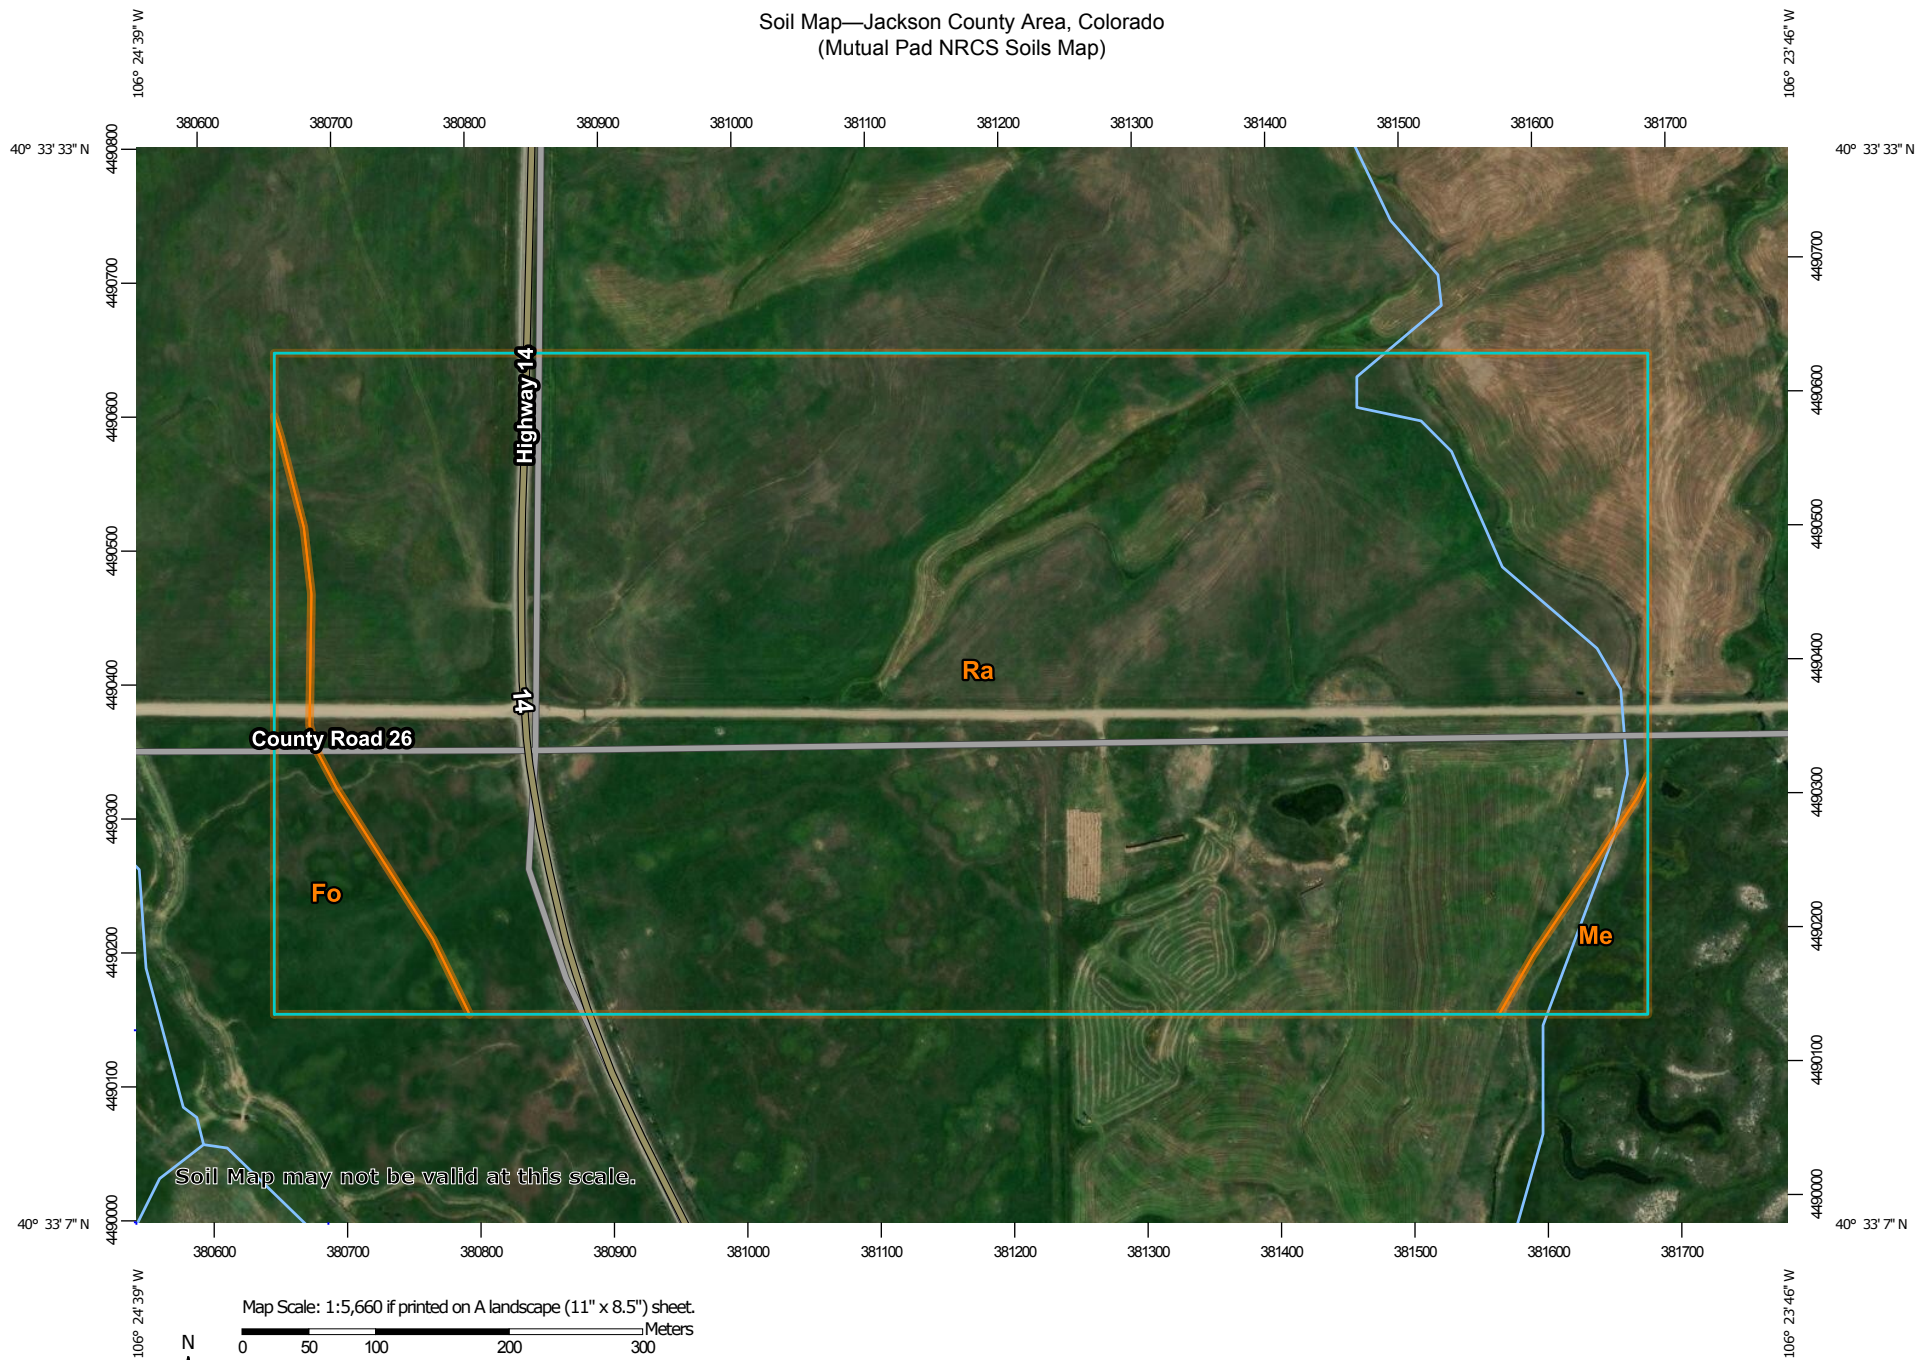 Soil Map—Jackson County Area, Colorado
(Mutual Pad NRCS Soils Map)
106° 24' 39" W
106° 23' 46" W
380600 380700 380800 380900 381000 381100 381200 381300 381400 381500 381600 381700
40° 33' 33" N
40° 33' 33" N
4490800
4490700
4490700
4490600
4490600
4490500
4490500
4490400
4490400
4490300
4490300
4490200
4490200
4490100
4490100
4490000
4490000
Highway 14
14
Ra
County Road 26
Fo
Me
Soil Map may not be valid at this scale.
40° 33' 7" N
40° 33' 7" N
380600 380700 380800 380900 381000 381100 381200 381300 381400 381500 381600 381700
106° 24' 39" W
106° 23' 46" W
Map Scale: 1:5,660 if printed on A landscape (11" x 8.5") sheet.
Meters
N
0 50 100 200 300